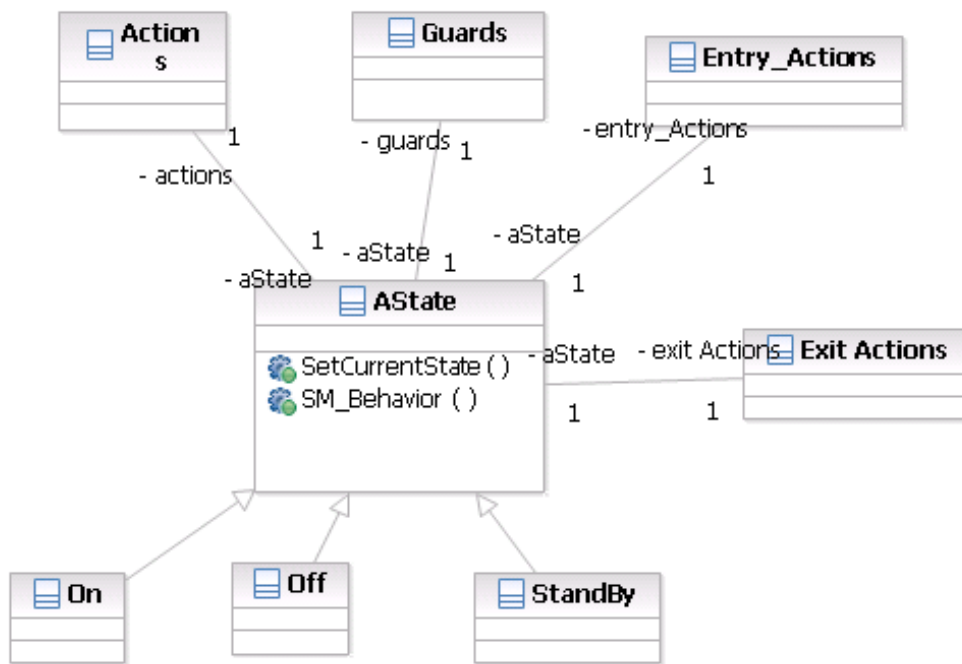 Action
s
Guards
Entry_Actions
1
- actions
- guards
1
- entry_Actions
1
1
- aState
- aState
1
- aState
1
AState
SetCurrentState ( )
SM_Behavior ( )
- aState
- exit Actions
Exit Actions
1
1
On
Off
StandBy